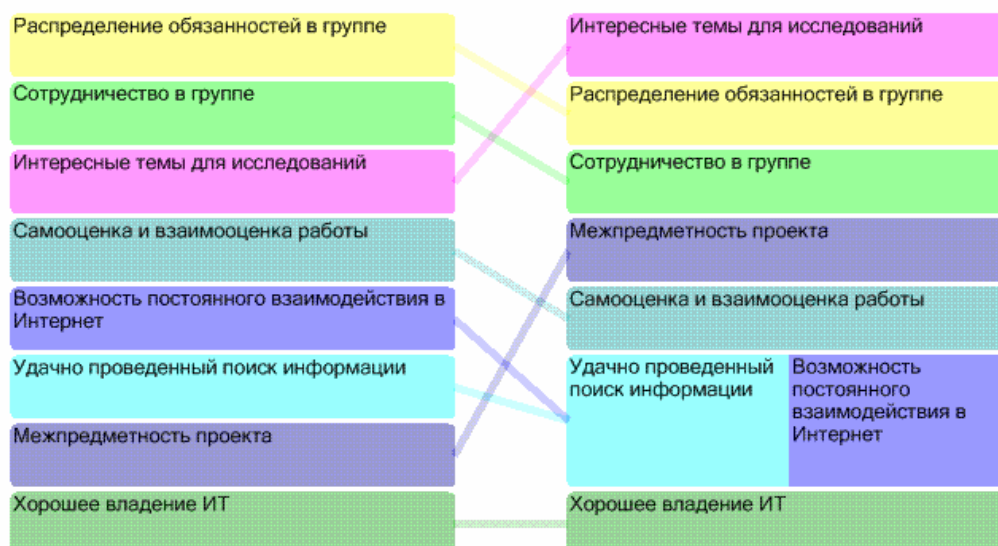 Распределение обязанностей в группе
Сотрудничество в группе
Интересные темы для исследований
Самооценка и взаимооценка работы
Возможность постоянного взаимодействия в
Интернет
Удачно проведенный поиск информации
Межпредметность проекта
Хорошее владение ИТ
Интересные темы для исследований
Распределение обязанностей в группе
Сотрудничество в группе
Межпредметность проекта
Самооценка и взаимооценка работы
Удачно проведенный
поиск информации
Возможность
постоянного
взаимодействия в
Интернет
Хорошее владение ИТ